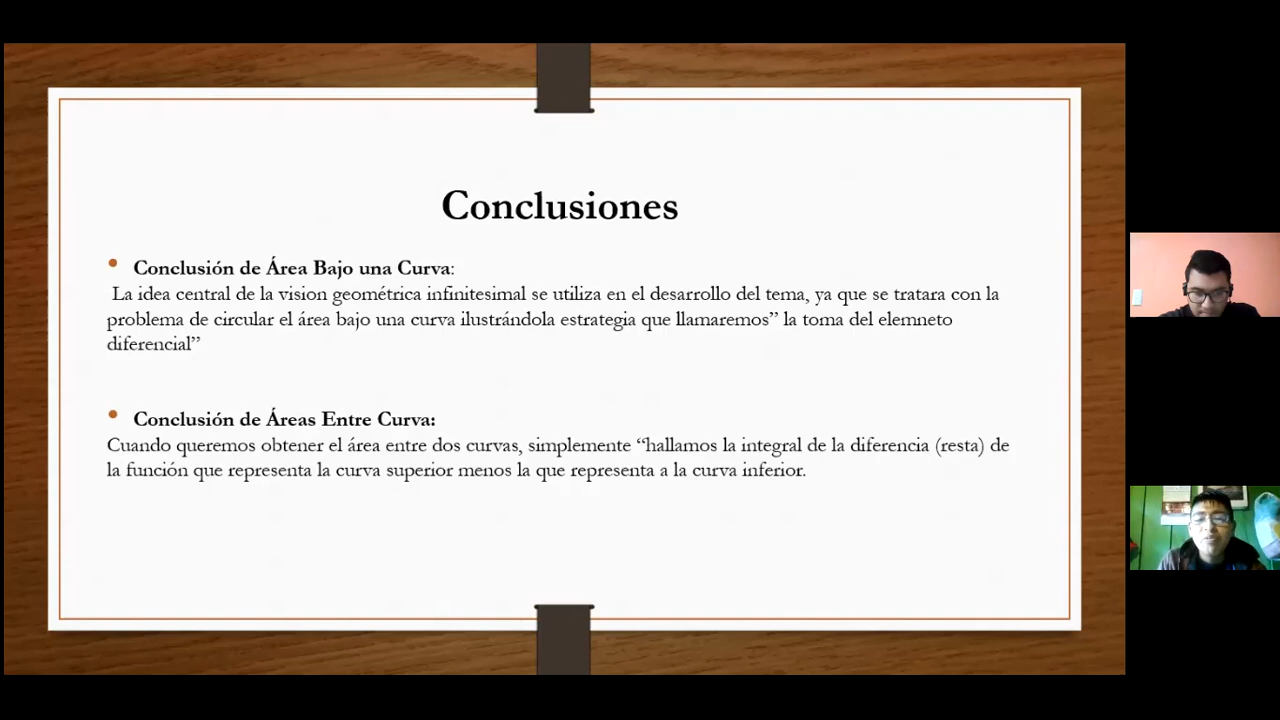 Conclusiones
• Conclusión de Área Bajo una Curva:
La idea central de la vision geométrica infinitesimal se utiliza en el desarrollo del tema, ya que se tratara con la
problema de circular el área bajo una curva ilustrándola estrategia que llamaremos” la toma del elemneto
diferencial”
• Conclusión de Áreas Entre Curva:
Cuando queremos obtener el área entre dos curvas, simplemente “hallamos la integral de la diferencia (resta) de
la función que representa la curva superior menos la que representa a la curva inferior.